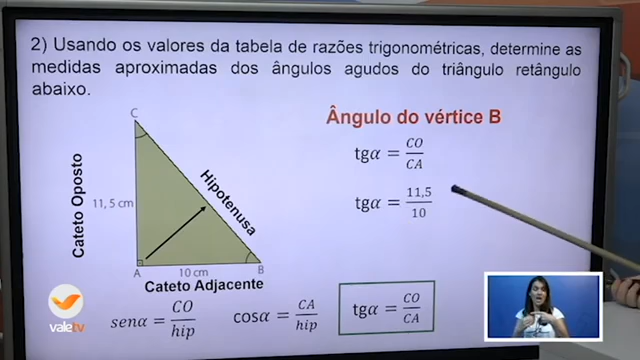 2) Usando os valores da tabela de razões trigonométricas, determine as
medidas aproximadas dos ângulos agudos do triângulo retângulo
abaixo.
Ângulo do vértice B
tgα = CO/CA
tgα = 11,5/10
C
Cateto Oposto
11, 5 cm
Hipotenusa
A
10 cm
B
Cateto Adjacente
senα = CO/hip
cosα = CA/hip
tgα = CO/CA
valetv